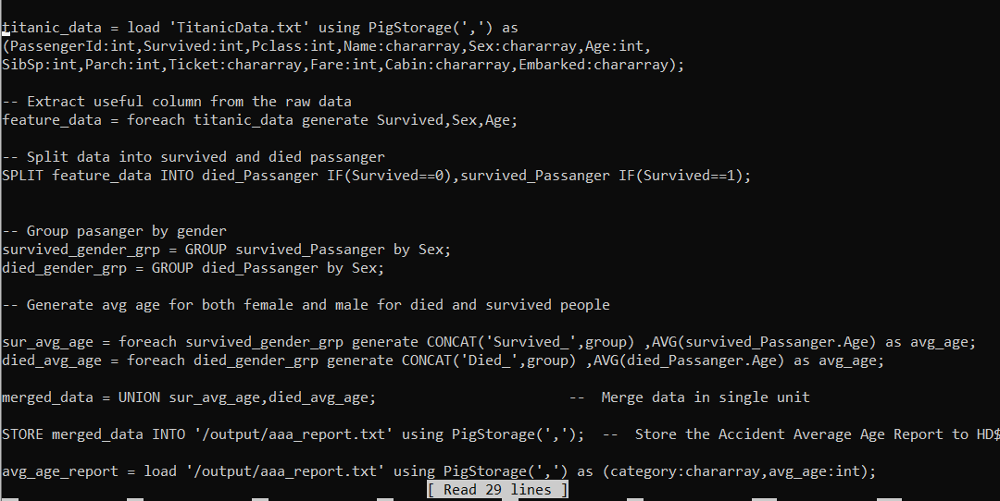 titanic_data = load 'TitanicData.txt' using PigStorage(',') as
(PassengerId:int,Survived:int,Pclass:int,Name:chararray,Sex:chararray,Age:int,
SibSp:int,Parch:int,Ticket:chararray,Fare:int,Cabin:chararray,Embarked:chararray);
-- Extract useful column from the raw data
feature_data = foreach titanic_data generate Survived,Sex,Age;
-- Split data into survived and died passanger
SPLIT feature_data INTO died_Passanger IF(Survived==0),survived_Passanger IF(Survived==1);
-- Group pasanger by gender
survived_gender_grp = GROUP survived_Passanger by Sex;
died_gender_grp = GROUP died_Passanger by Sex;
-- Generate avg age for both female and male for died and survived people
sur_avg_age = foreach survived_gender_grp generate CONCAT('Survived_',group) ,AVG(survived_Passanger.Age) as avg_age;
died_avg_age = foreach died_gender_grp generate CONCAT('Died_',group) ,AVG(died_Passanger.Age) as avg_age;
merged_data = UNION sur_avg_age,died_avg_age; -- Merge data in single unit
STORE merged_data INTO '/output/aaa_report.txt' using PigStorage(','); -- Store the Accident Average Age Report to HD$
avg_age_report = load '/output/aaa_report.txt' using PigStorage(',') as (category:chararray,avg_age:int);
[ Read 29 lines ]